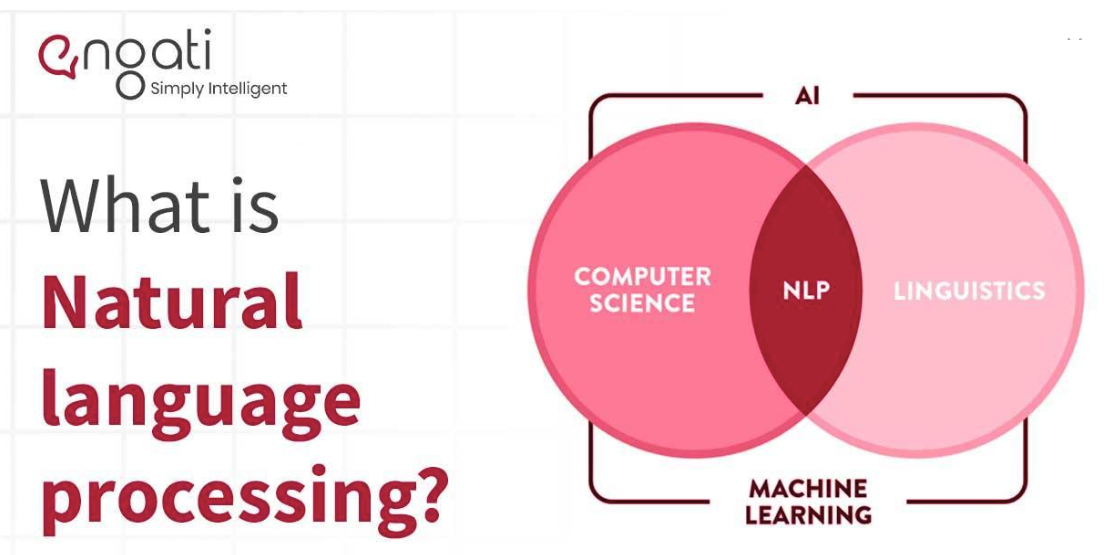 engati
Simply Intelligent
What is
Natural
language
processing?
AI
COMPUTER
SCIENCE
NLP
LINGUISTICS
MACHINE
LEARNING